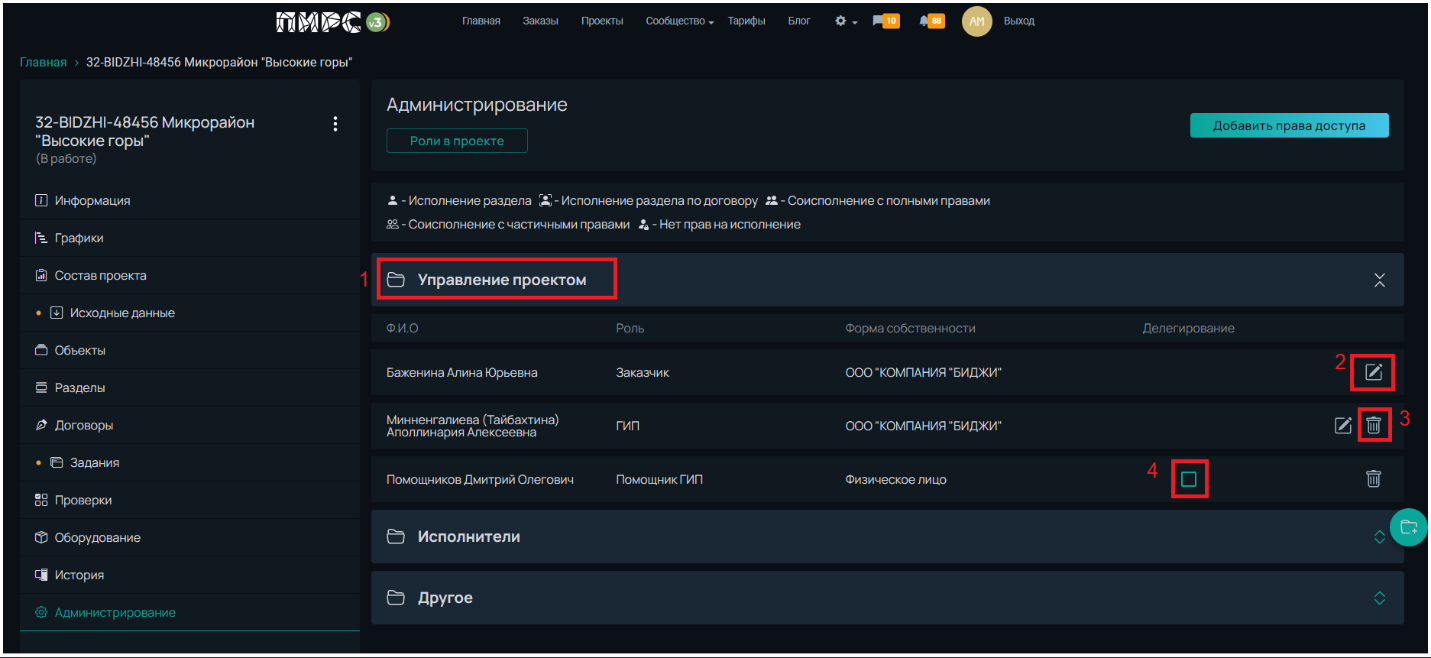 ПИРС v3
Главная Заказы Проекты Сообщество Тарифы Блог 10 88 АМ Выход
Главная > 32-BIDZHI-48456 Микрорайон "Высокие горы"
32-BIDZHI-48456 Микрорайон
"Высокие горы"
(В работе)
Информация
Графики
Состав проекта
Исходные данные
Объекты
Разделы
Договоры
Задания
Проверки
Оборудование
История
Администрирование
Администрирование
Роли в проекте
Добавить права доступа
- Исполнение раздела - Исполнение раздела по договору - Соисполнение с полными правами
- Соисполнение с частичными правами - Нет прав на исполнение
1 Управление проектом
Ф.И.О Роль Форма собственности Делегирование
Баженина Алина Юрьевна Заказчик ООО "КОМПАНИЯ "БИДЖИ" 2
Минненгалиева (Тайбахтина)
Аполлинария Алексеевна ГИП ООО "КОМПАНИЯ "БИДЖИ" 3
Помощников Дмитрий Олегович Помощник ГИП Физическое лицо 4
Исполнители
Другое